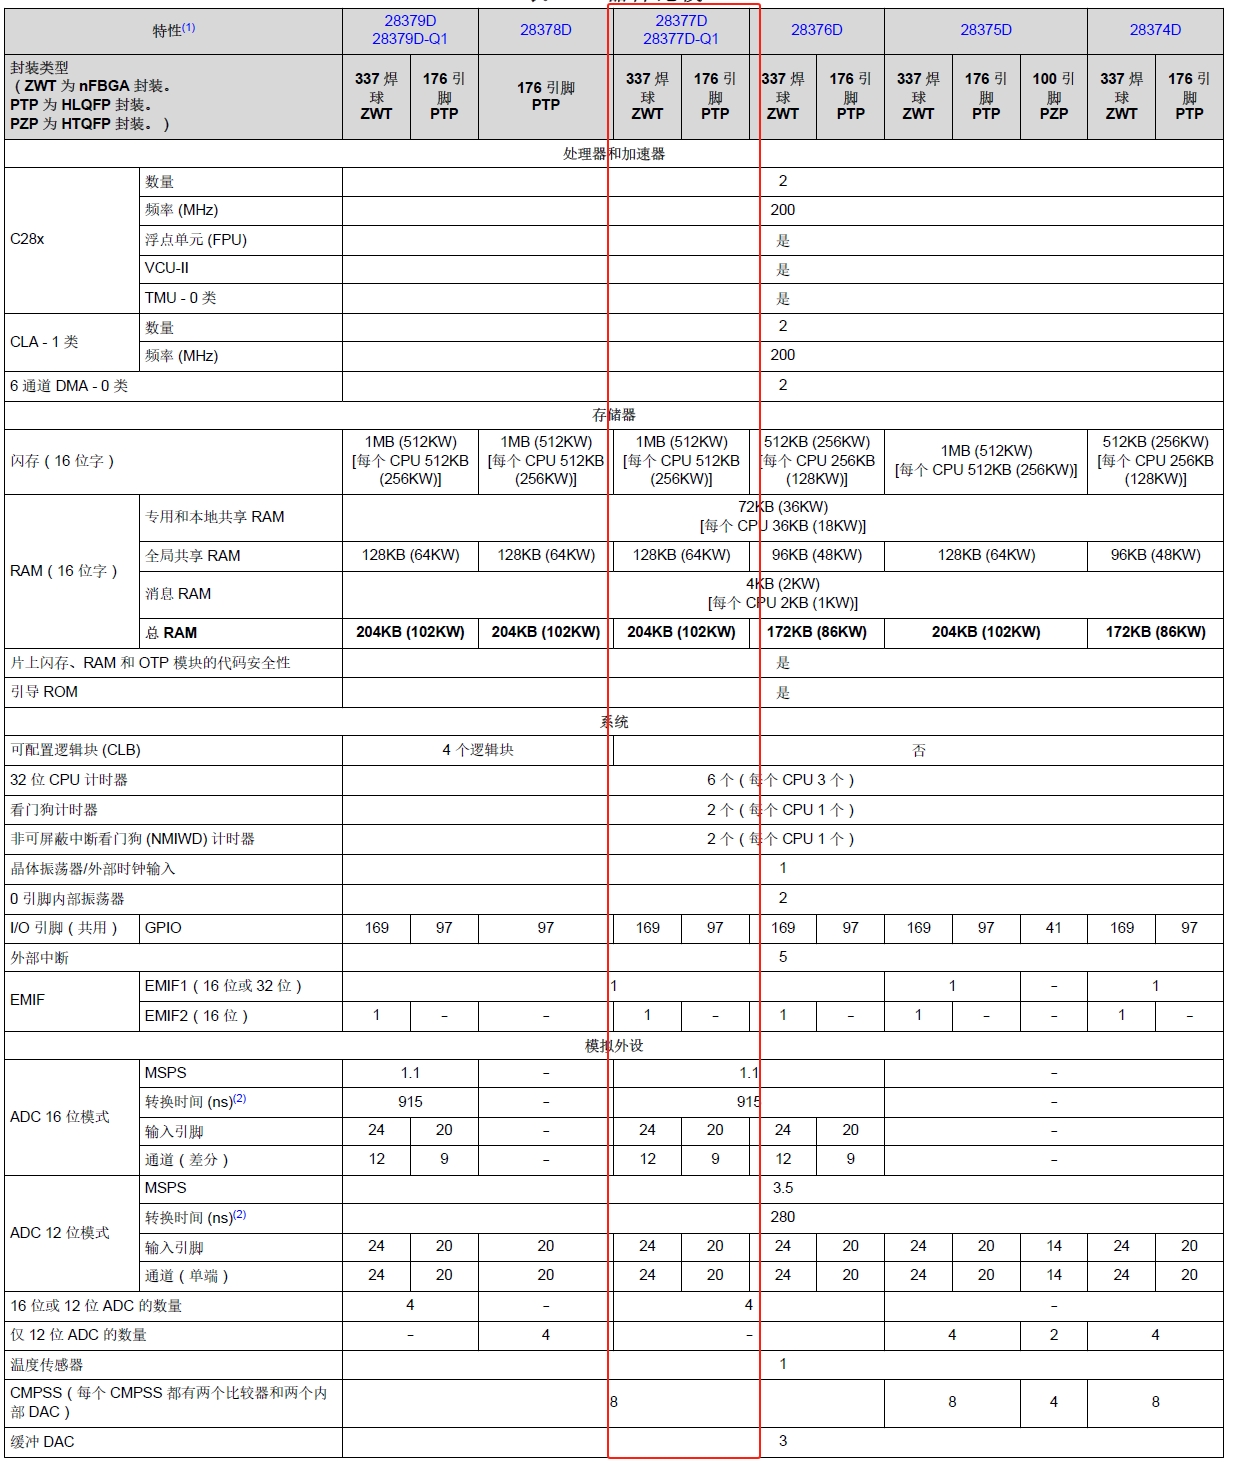 特性(1)
28379D
28379D-Q1
28378D
28377D
28377D-Q1
28376D
28375D
28374D
封装类型
（ ZWT 为 nFBGA 封装。
PTP 为 HLQFP 封装。
PZP 为 HTQFP 封装。）
337 焊
球
ZWT
176 引
脚
PTP
176 引脚
PTP
337 焊
球
ZWT
176 引
脚
PTP
337 焊
球
ZWT
176 引
脚
PTP
337 焊
球
ZWT
176 引
脚
PTP
100 引
脚
PZP
337 焊
球
ZWT
176 引
脚
PTP
处理器和加速器
C28x
数量
2
频率 (MHz)
200
浮点单元 (FPU)
是
VCU-II
是
TMU - 0 类
是
CLA - 1 类
数量
2
频率 (MHz)
200
6 通道 DMA - 0 类
2
存储器
闪存（ 16 位字 ）
1MB (512KW)
[每个 CPU 512KB
(256KW)]
1MB (512KW)
[每个 CPU 512KB
(256KW)]
1MB (512KW)
[每个 CPU 512KB
(256KW)]
512KB (256KW)
[每个 CPU 256KB
(128KW)]
1MB (512KW)
[每个 CPU 512KB (256KW)]
512KB (256KW)
[每个 CPU 256KB
(128KW)]
RAM（ 16 位字 ）
专用和本地共享 RAM
72KB (36KW)
[每个 CPU 36KB (18KW)]
全局共享 RAM
128KB (64KW)
128KB (64KW)
128KB (64KW)
96KB (48KW)
128KB (64KW)
96KB (48KW)
消息 RAM
4KB (2KW)
[每个 CPU 2KB (1KW)]
总 RAM
204KB (102KW)
204KB (102KW)
204KB (102KW)
172KB (86KW)
204KB (102KW)
172KB (86KW)
片上闪存、RAM 和 OTP 模块的代码安全性
是
引导 ROM
是
系统
可配置逻辑块 (CLB)
4 个逻辑块
否
32 位 CPU 计时器
6 个（ 每个 CPU 3 个 ）
看门狗计时器
2 个（ 每个 CPU 1 个 ）
非可屏蔽中断看门狗 (NMIWD) 计时器
2 个（ 每个 CPU 1 个 ）
晶体振荡器/外部时钟输入
1
0 引脚内部振荡器
2
I/O 引脚（ 共用 ）
GPIO
169
97
97
169
97
169
97
169
97
41
169
97
外部中断
5
EMIF
EMIF1（ 16 位或 32 位 ）
1
1
–
1
EMIF2（ 16 位 ）
1
–
–
1
–
1
–
1
–
–
1
–
模拟外设
ADC 16 位模式
MSPS
1.1
–
1.1
–
转换时间 (ns)(2)
915
–
915
–
输入引脚
24
20
–
24
20
24
20
–
通道（ 差分 ）
12
9
–
12
9
12
9
–
ADC 12 位模式
MSPS
3.5
转换时间 (ns)(2)
280
输入引脚
24
20
20
24
20
24
20
24
20
14
24
20
通道（ 单端 ）
24
20
20
24
20
24
20
24
20
14
24
20
16 位或 12 位 ADC 的数量
4
–
4
–
仅 12 位 ADC 的数量
–
4
–
4
2
4
温度传感器
1
CMPSS（ 每个 CMPSS 都有两个比较器和两个内
部 DAC ）
8
8
4
8
缓冲 DAC
3